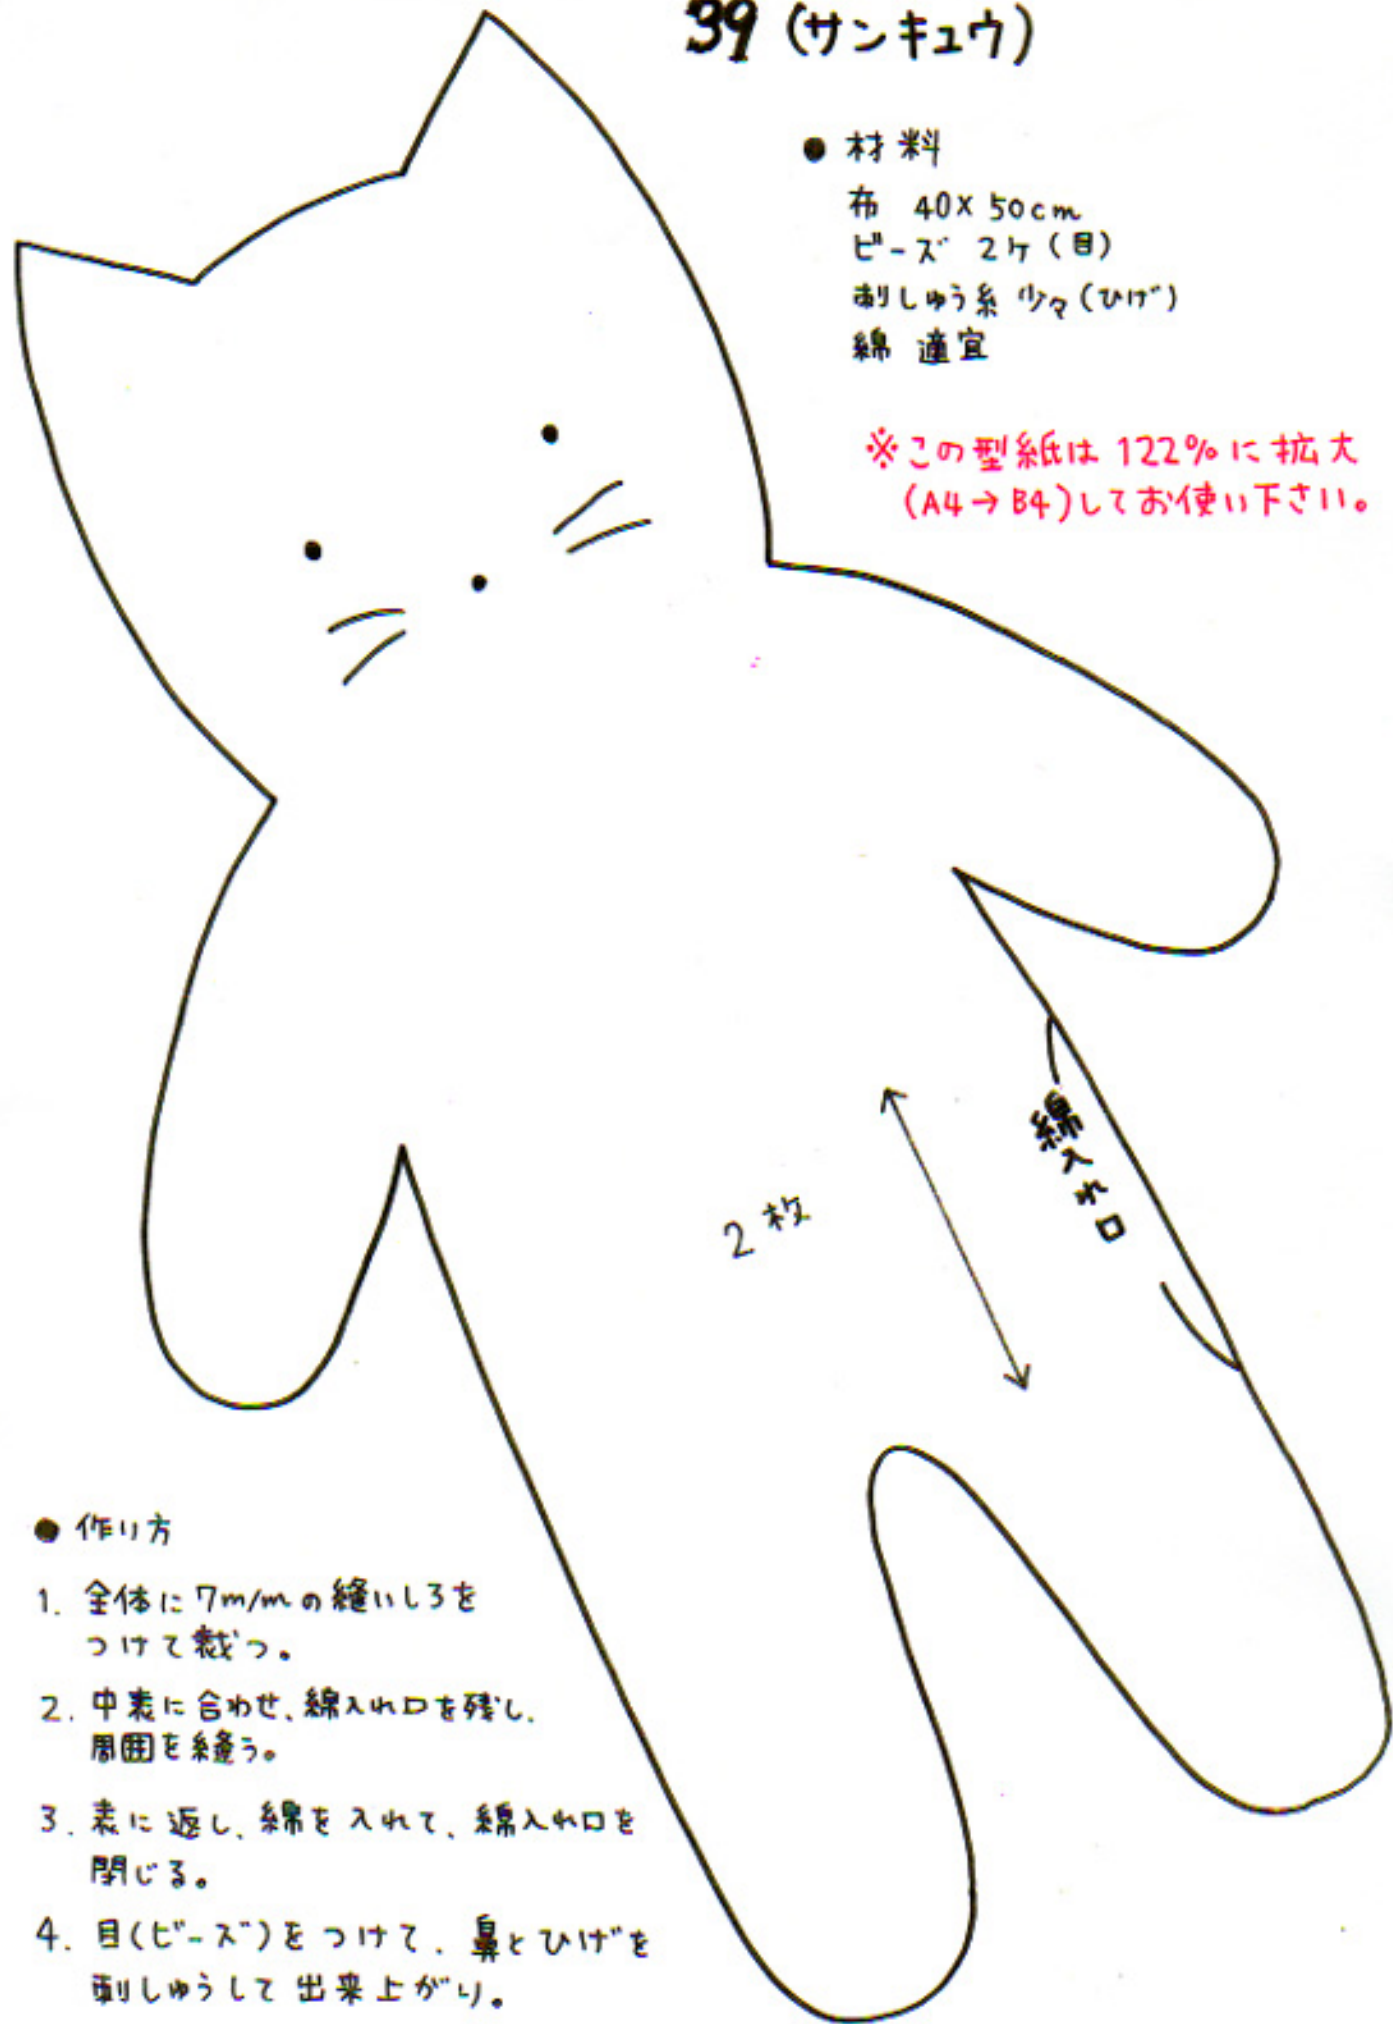 39 (サンキュウ)
● 材料
布 40×50cm
ビーズ 2ケ(目)
刺しゅう糸 少々(ひげ)
綿 適宜
※この型紙は 122%に拡大
(A4→B4)してお使い下さい。
綿入れ口
2枚
● 作り方
1. 全体に7m/mの縫いしろを
つけて裁つ。
2. 中表に合わせ、綿入れ口を残し、
周囲を縫う。
3. 表に返し、綿を入れて、綿入れ口を
閉じる。
4. 目(ビーズ)をつけて、鼻とひげを
刺しゅうして出来上がり。